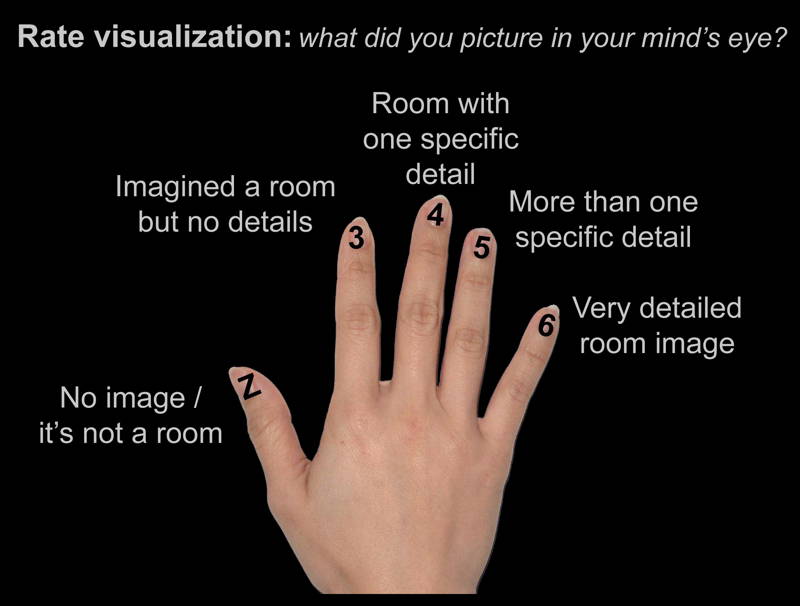 Rate visualization: what did you picture in your mind’s eye?
Room with
one specific
detail
Imagined a room
but no details
More than one
specific detail
Very detailed
room image
No image /
it’s not a room
Z
3
4
5
6